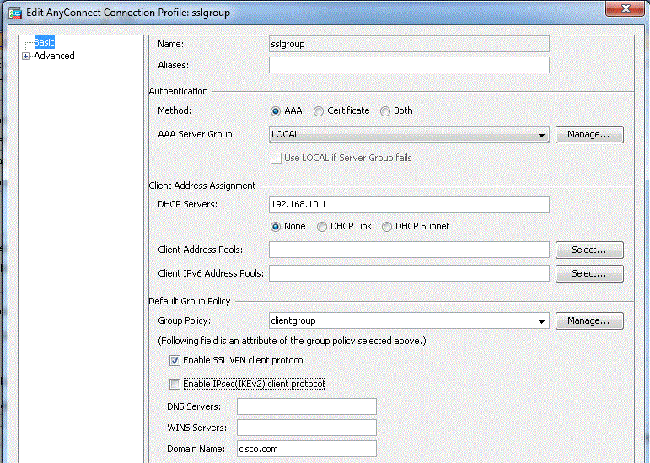 Edit AnyConnect Connection Profile: sslgroup
Basic
Advanced
Name: sslgroup
Aliases:
Authentication
Method: AAA Certificate Both
AAA Server Group: LOCAL Manage...
Use LOCAL if Server Group fails
Client Address Assignment
DHCP Servers: 192.168.10.1
None DHCP Link DHCP Subnet
Client Address Pools: Select...
Client IPv6 Address Pools: Select...
Default Group Policy
Group Policy: clientgroup Manage...
(Following field is an attribute of the group policy selected above.)
Enable SSL VPN client protocol
Enable IPsec(IKEv2) client protocol
DNS Servers:
WINS Servers:
Domain Name: cisco.com